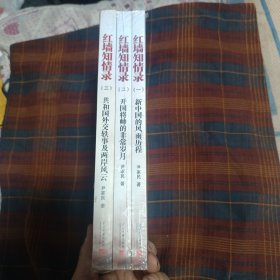 红墙知情录
（三）
共和国外交轶事及两岸风云
尹家民 著
红墙知情录
（二）
开国将帅的非常岁月
尹家民 著
红墙知情录
（一）
新中国的风雨历程
尹家民 著